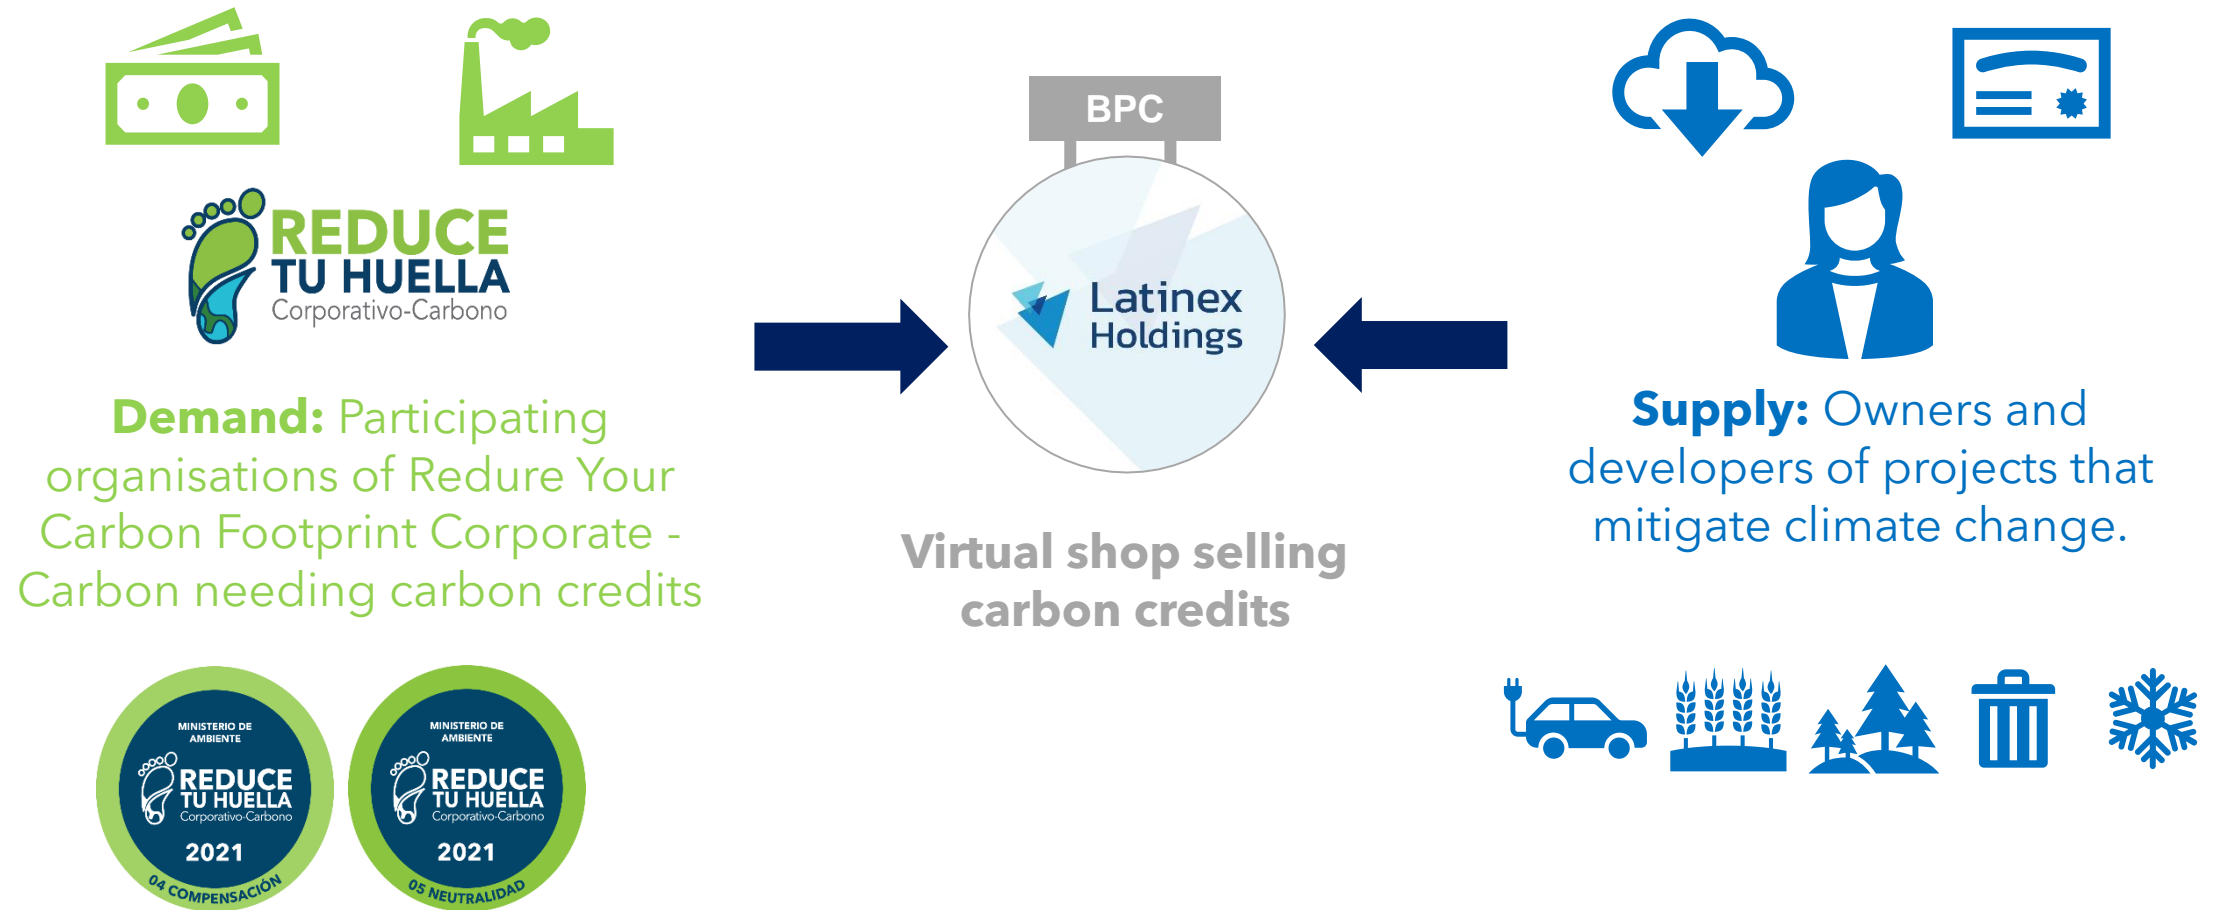 REDUCE
TU HUELLA
Corporativo-Carbono
Demand: Participating
organisations of Redure Your
Carbon Footprint Corporate -
Carbon needing carbon credits
MINISTERIO DE
AMBIENTE
REDUCE
TU HUELLA
Corporativo-Carbono
2021
04 COMPENSACIÓN
MINISTERIO DE
AMBIENTE
REDUCE
TU HUELLA
Corporativo-Carbono
2021
05 NEUTRALIDAD
BPC
Latinex
Holdings
Virtual shop selling
carbon credits
Supply: Owners and
developers of projects that
mitigate climate change.